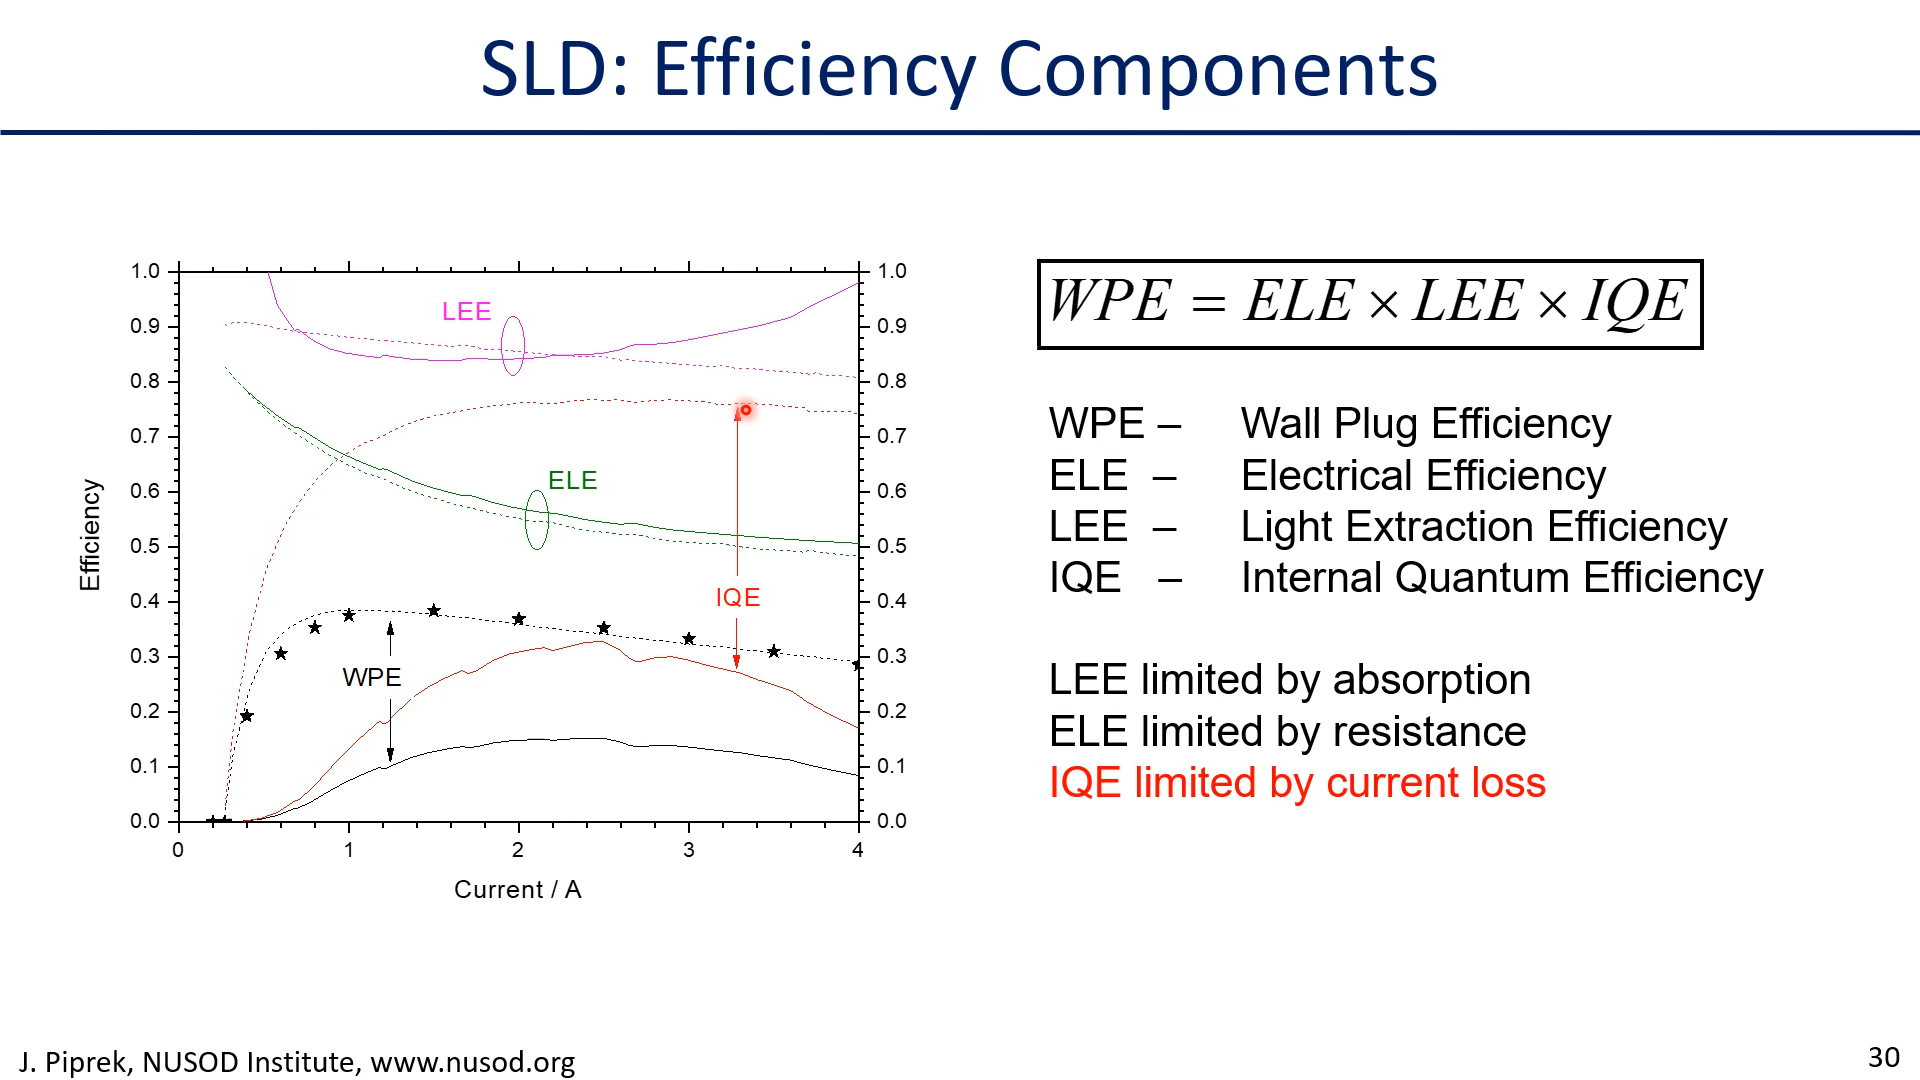 SLD: Efficiency Components
1.0
0.9
0.8
0.7
0.6
0.5
0.4
0.3
0.2
0.1
0.0
Efficiency
LEE
ELE
IQE
WPE
1.0
0.9
0.8
0.7
0.6
0.5
0.4
0.3
0.2
0.1
0.0
0 1 2 3 4
Current / A
WPE = ELE × LEE × IQE
WPE – Wall Plug Efficiency
ELE – Electrical Efficiency
LEE – Light Extraction Efficiency
IQE – Internal Quantum Efficiency
LEE limited by absorption
ELE limited by resistance
IQE limited by current loss
J. Piprek, NUSOD Institute, www.nusod.org
30